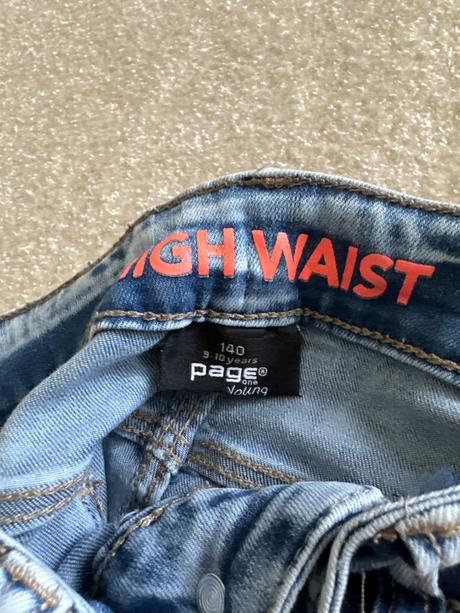 HIGH WAIST
140
9-10 years
page®
one
Young